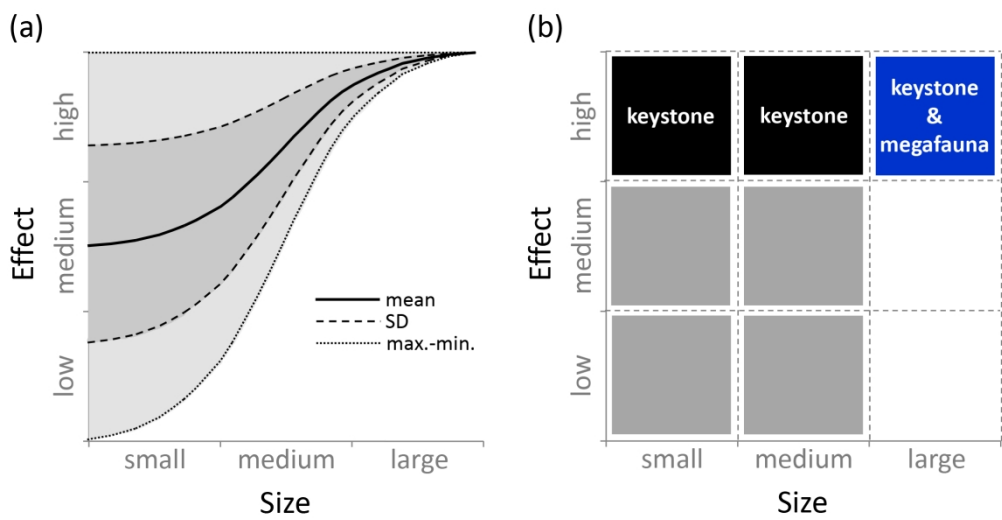 (a)
Effect
high
medium
low
mean
SD
max.-min.
small
medium
large
Size
(b)
Effect
high
medium
low
keystone
keystone
keystone
&
megafauna
small
medium
large
Size